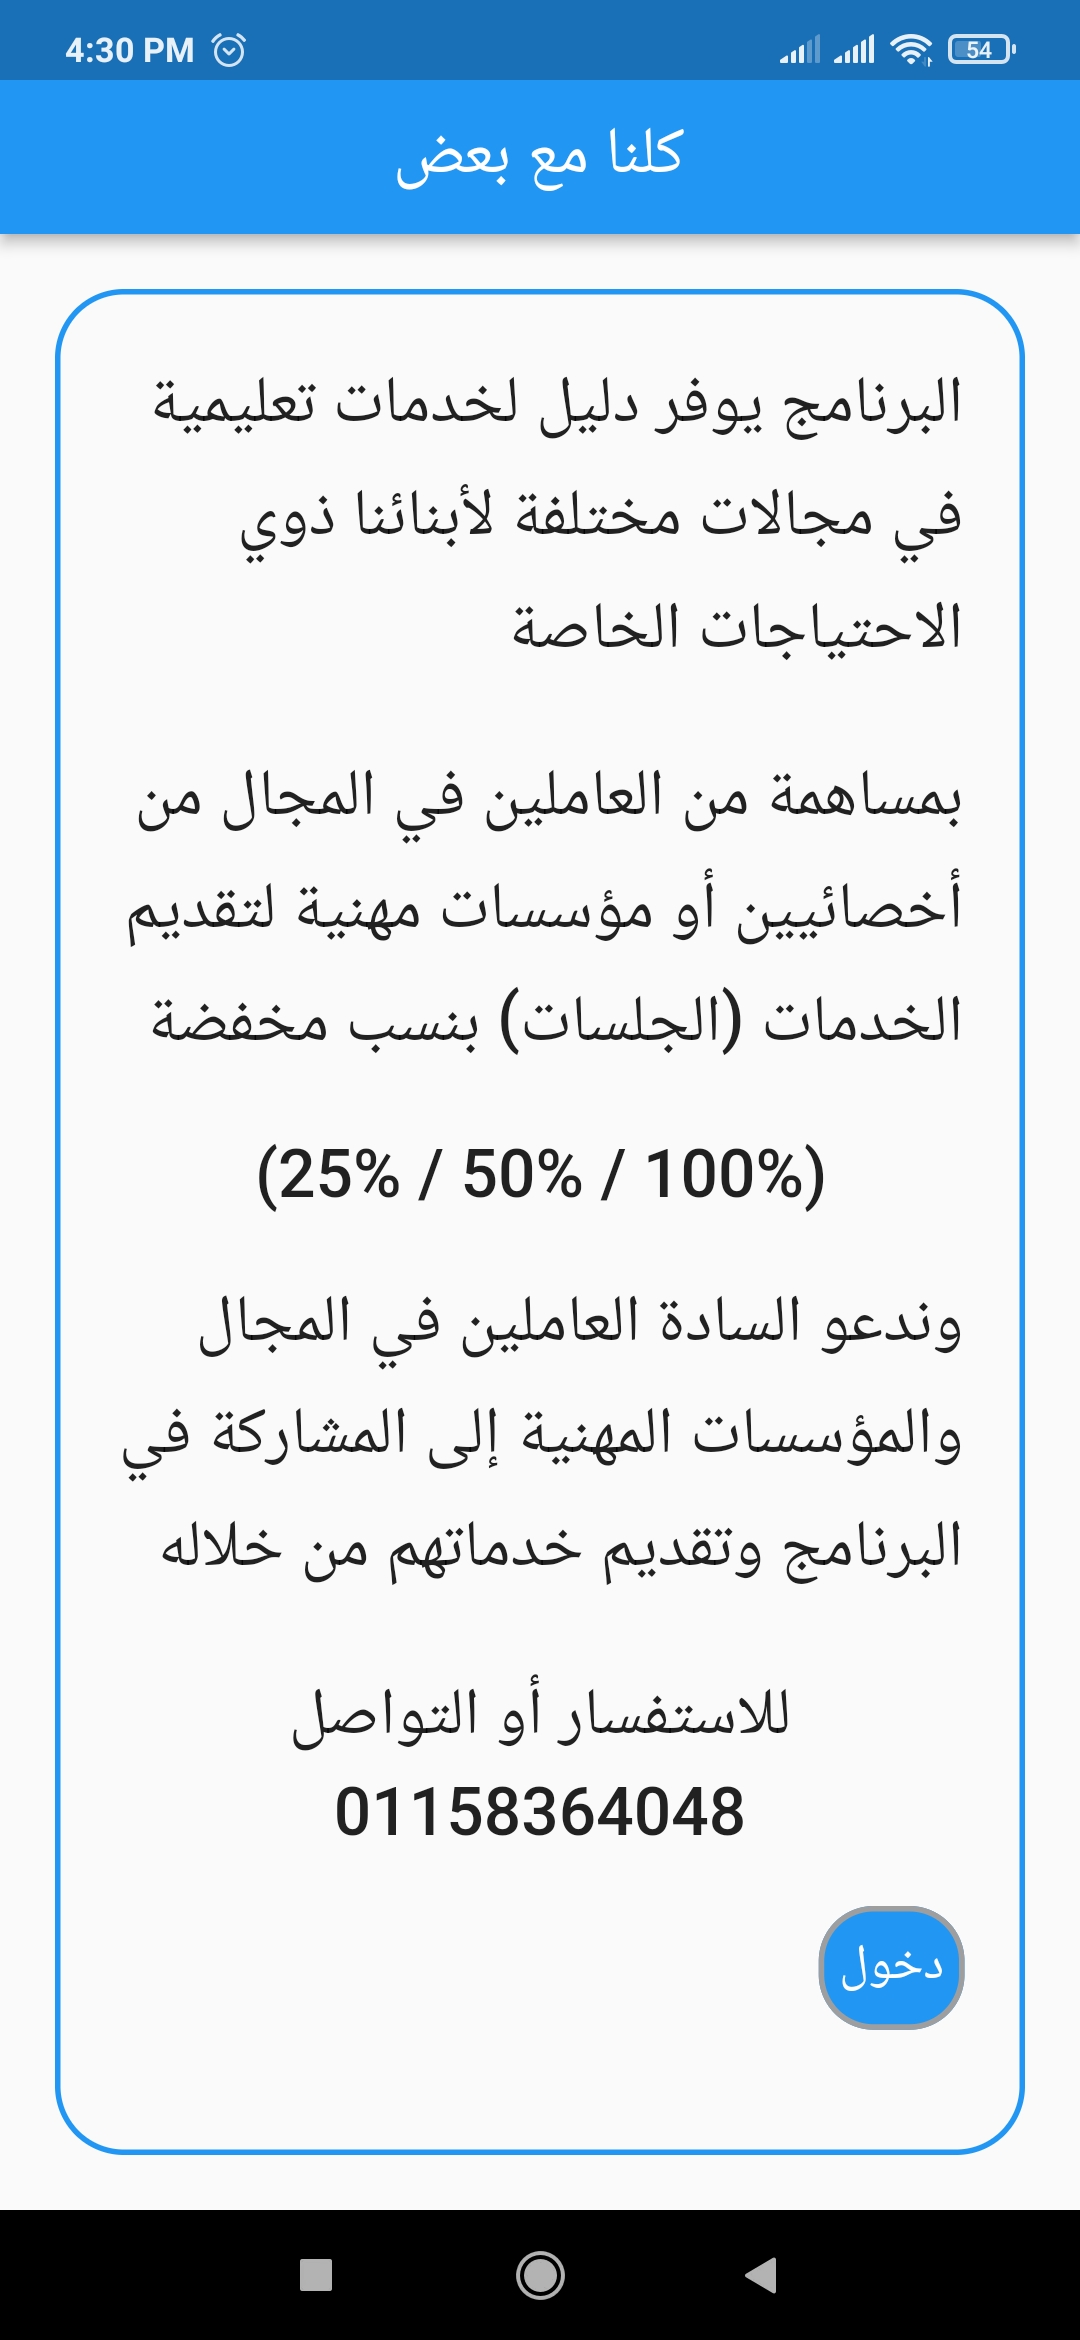 4:30 PM
54
كلنا مع بعض
البرنامج يوفر دليل لخدمات تعليمية
في مجالات مختلفة لأبنائنا ذوي
الاحتياجات الخاصة
بمساهمة من العاملين في المجال من
أخصائيين أو مؤسسات مهنية لتقديم
الخدمات (الجلسات) بنسب مخفضة
(25% / 50% / 100%)
وندعو السادة العاملين في المجال
والمؤسسات المهنية إلى المشاركة في
البرنامج وتقديم خدماتهم من خلاله
للاستفسار أو التواصل
01158364048
دخول